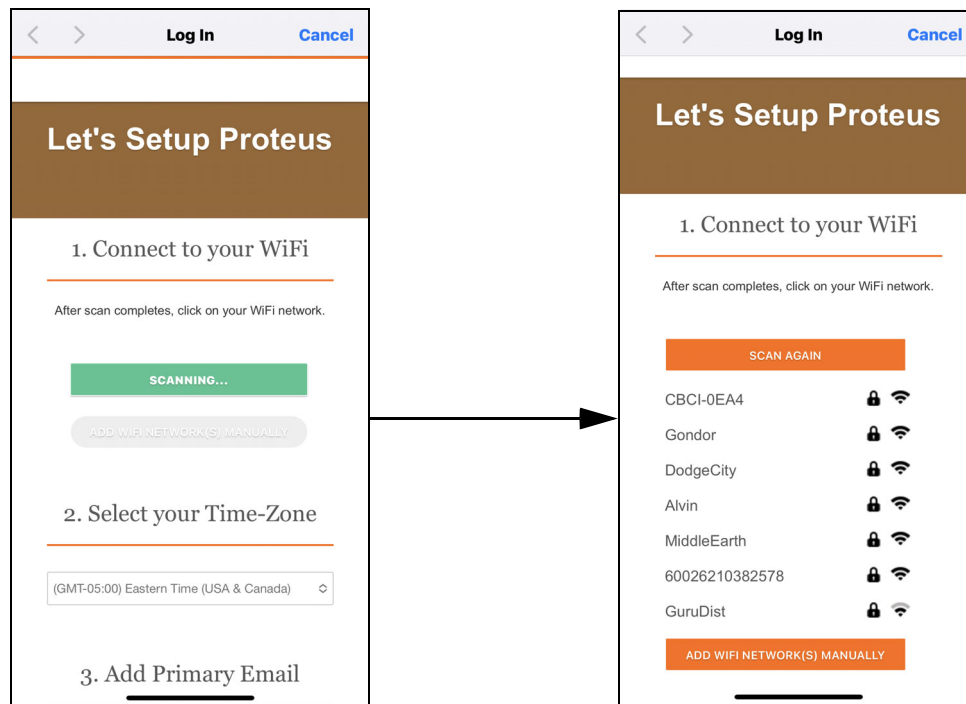 Log In
Cancel
Let's Setup Proteus
1. Connect to your WiFi
After scan completes, click on your WiFi network.
SCANNING...
ADD WIFI NETWORK(S) MANUALLY
2. Select your Time-Zone
(GMT-05:00) Eastern Time (USA & Canada)
3. Add Primary Email
Log In
Cancel
Let's Setup Proteus
1. Connect to your WiFi
After scan completes, click on your WiFi network.
SCAN AGAIN
CBCI-0EA4
Gondor
DodgeCity
Alvin
MiddleEarth
60026210382578
GuruDist
ADD WIFI NETWORK(S) MANUALLY